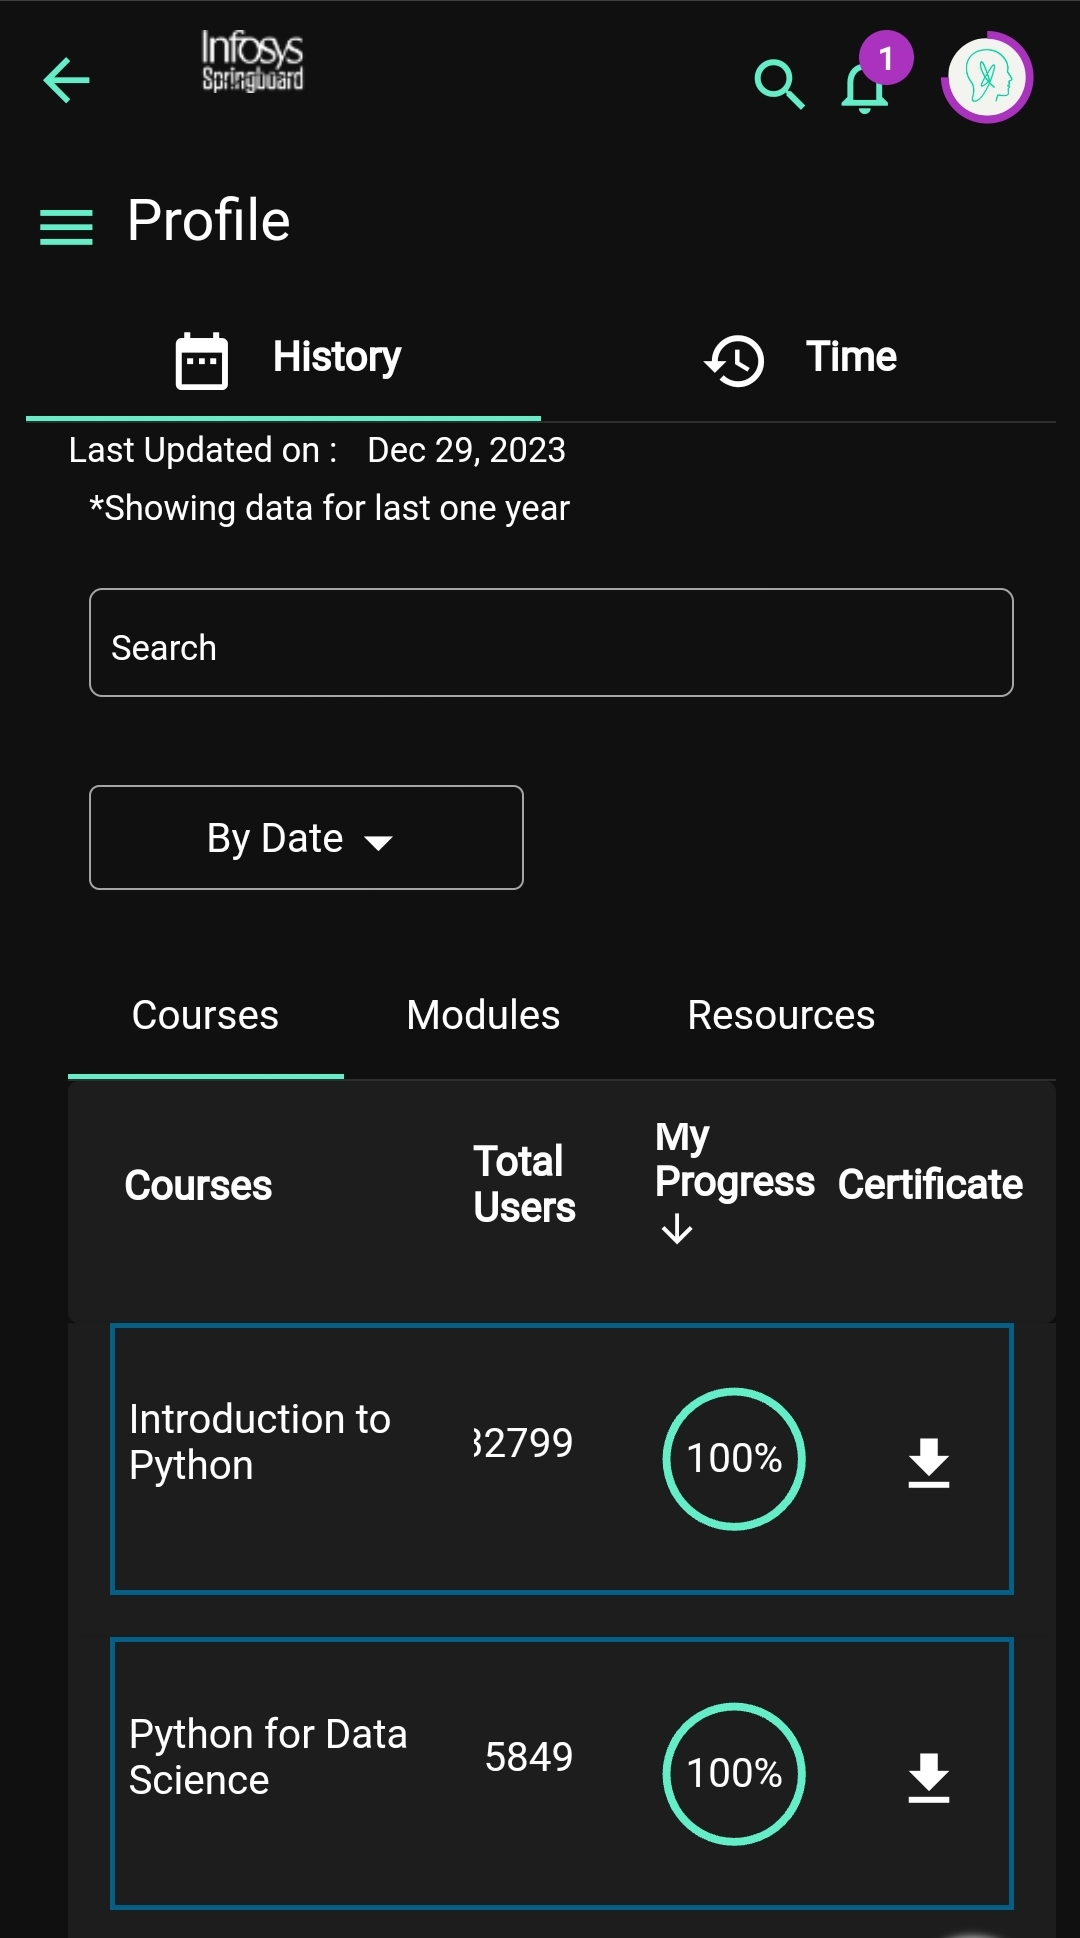 Infosys
Springboard
1
Profile
History
Time
Last Updated on : Dec 29, 2023
*Showing data for last one year
Search
By Date
Courses
Modules
Resources
Courses
Total
Users
My
Progress
Certificate
Introduction to
Python
100%
Python for Data
Science
5849
100%